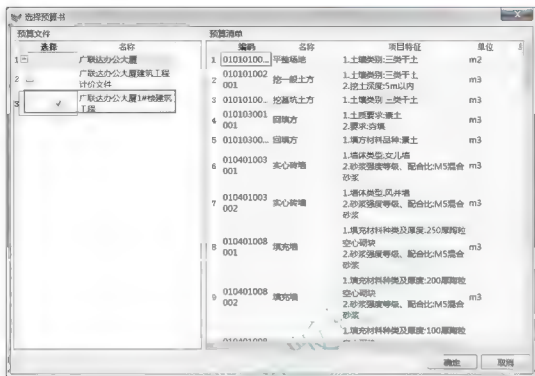 选择预算书
预算文件
选择 名称
1 广联达办公大厦
2 广联达办公大厦建筑工程
计价文件
3 √ 广联达办公大厦1#楼建筑
工程
预算清单
编码 名称 项目特征 单位
1 01010100... 平整场地 1.土壤类别:三类干土 m2
2 010101002
001 挖一般土方 1.土壤类别:三类干土
2.挖土深度:5m以内 m3
3 01010100... 挖基坑土方 1.土壤类别:三类干土 m3
4 010103001
001 回填方 1.土质要求:素土
2.要求:夯填 m3
5 01010300... 回填方 1.填方材料品种:素土 m3
6 010401003
001 实心砖墙 1.墙体类型:女儿墙
2.砂浆强度等级、配合比:M5混合
砂浆 m3
7 010401003
002 实心砖墙 1.墙体类型:风井墙
2.砂浆强度等级、配合比:M5混合
砂浆 m3
8 010401008
001 填充墙 1.填充材料种类及厚度:250厚陶粒
空心砌块
2.砂浆强度等级、配合比:M5混合
砂浆 m3
9 010401008
002 填充墙 1.填充材料种类及厚度:200厚陶粒
空心砌块
2.砂浆强度等级、配合比:M5混合
砂浆 m3
010401008 1.填充材料种类及厚度:100厚陶粒
确定 取消